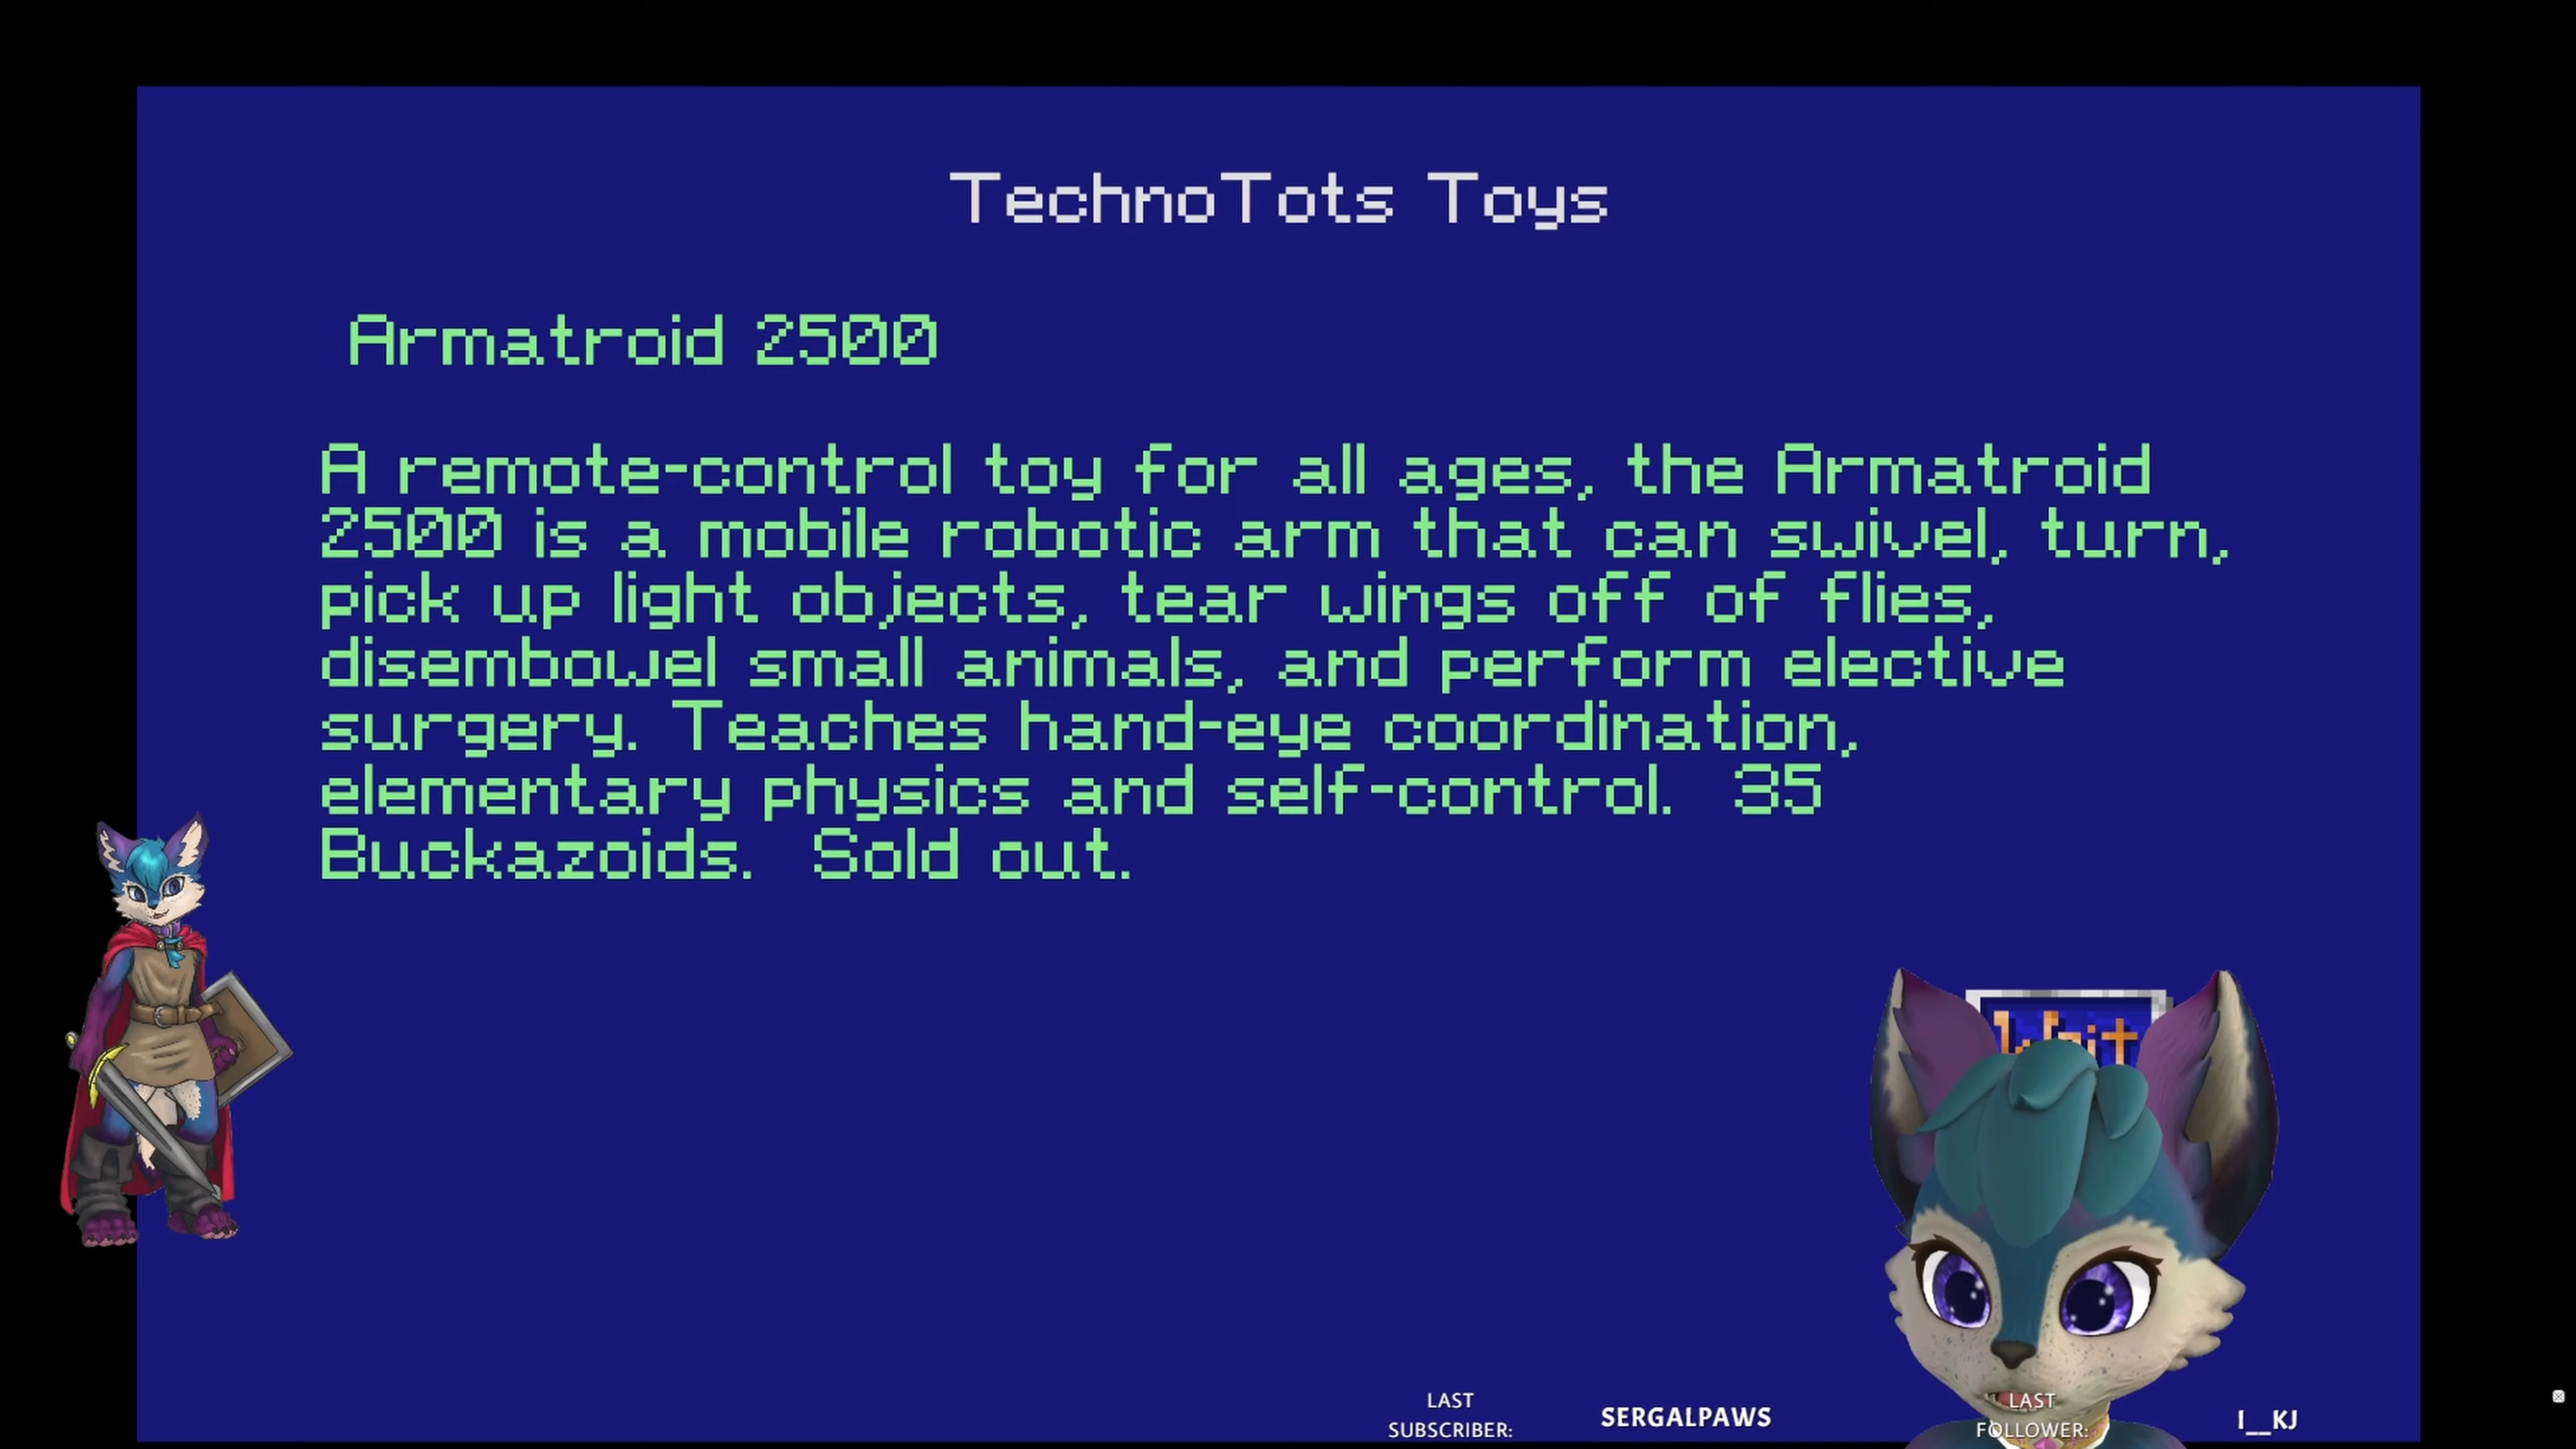 TechnoTots Toys
Armatroid 2500
A remote-control toy for all ages, the Armatroid
2500 is a mobile robotic arm that can swivel, turn,
pick up light objects, tear wings off of flies,
disembowel small animals, and perform elective
surgery. Teaches hand-eye coordination,
elementary physics and self-control.  35
Buckazoids.  Sold out.
LAST
SUBSCRIBER:
SERGALPAWS
LAST
FOLLOWER:
I__KJ